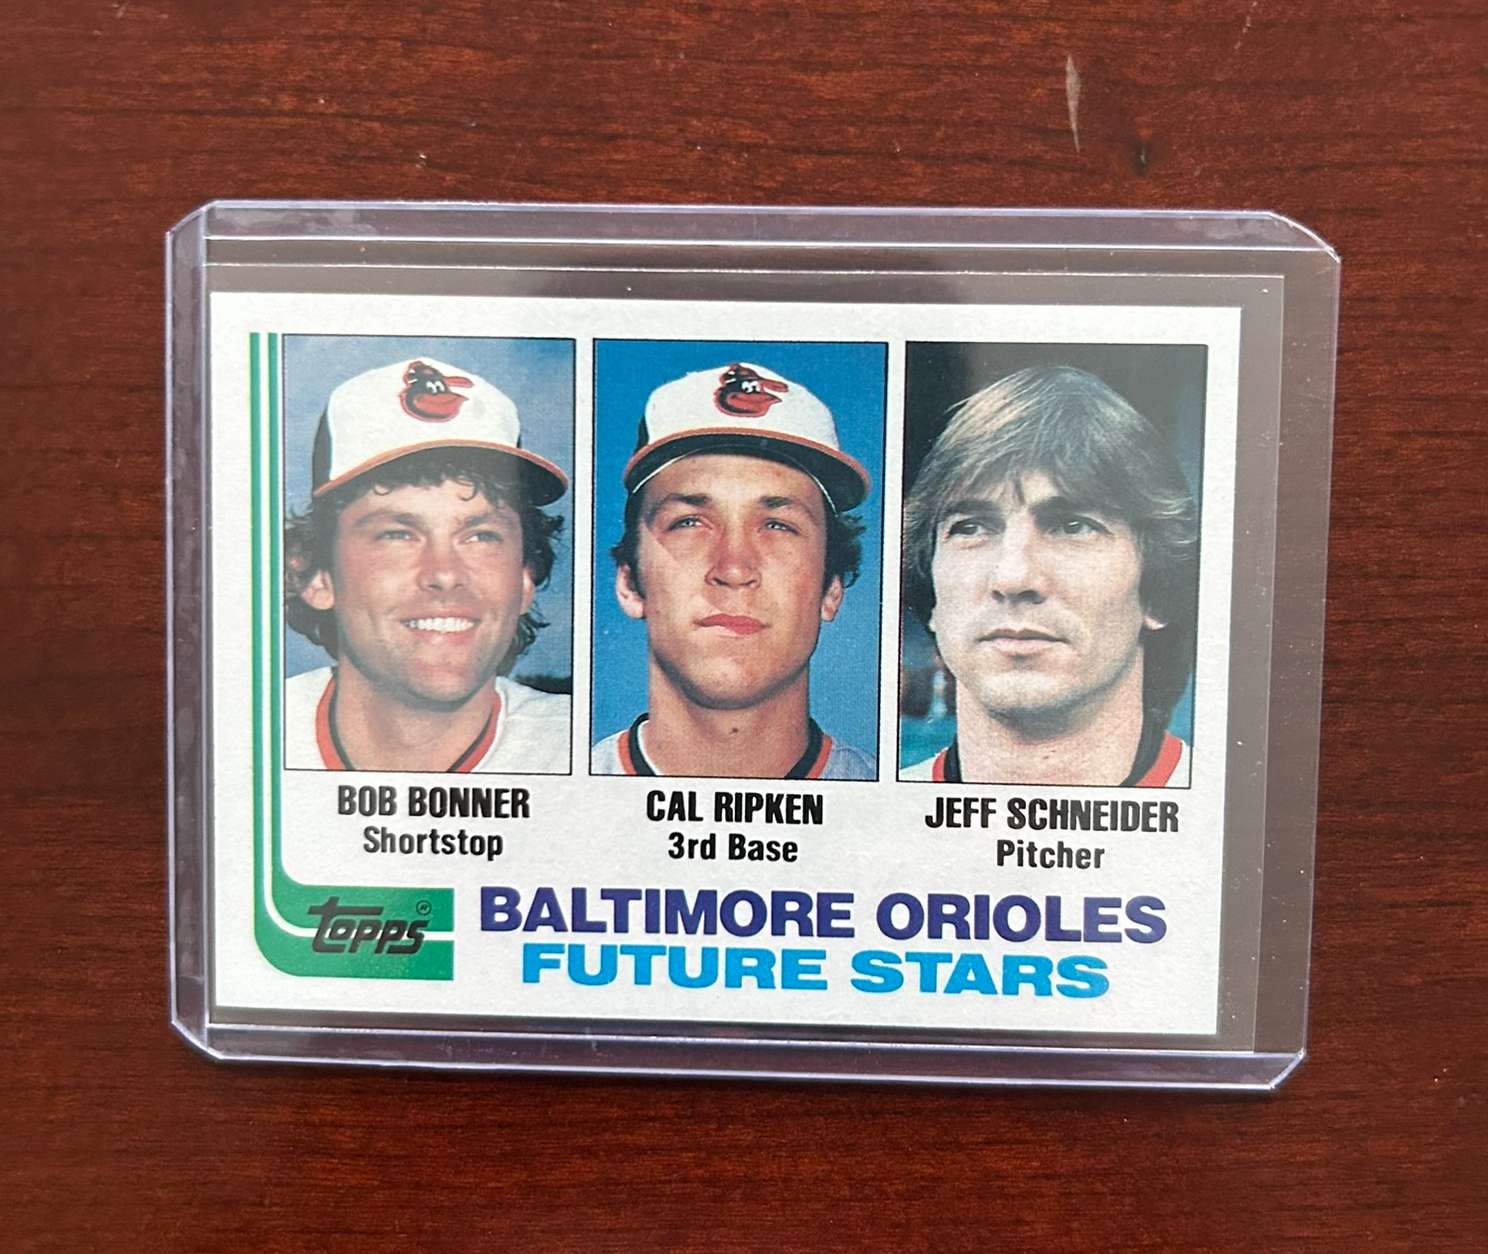 BOB BONNER
Shortstop
CAL RIPKEN
3rd Base
JEFF SCHNEIDER
Pitcher
topps®
BALTIMORE ORIOLES
FUTURE STARS